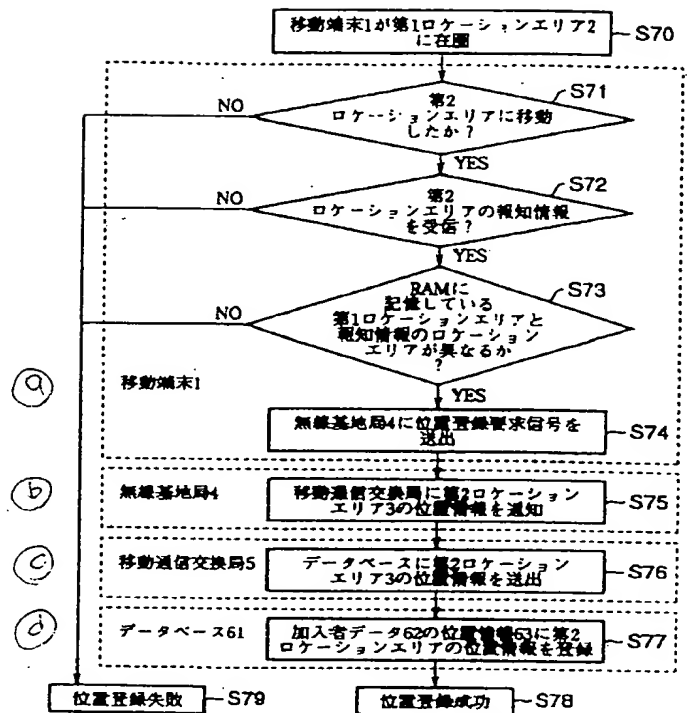 移動端末1が第1ロケーションエリア2
に在圏
S70
S71
NO
第2
ロケーションエリアに移動
したか?
YES
S72
NO
第2
ロケーションエリアの報知情報
を受信?
YES
S73
NO
RAMに
記憶している
第1ロケーションエリアと
報知情報のロケーション
エリアが異なるか
?
a
移動端末1
YES
無線基地局4に位置登録要求信号を
送出
S74
b
無線基地局4
移動通信交換局に第2ロケーション
エリア3の位置情報を通知
S75
c
移動通信交換局5
データベースに第2ロケーション
エリア3の位置情報を送出
S76
d
データベース61
加入者データ62の位置情報63に第2
ロケーションエリアの位置情報を登録
S77
位置登録失敗
S79
位置登録成功
S78